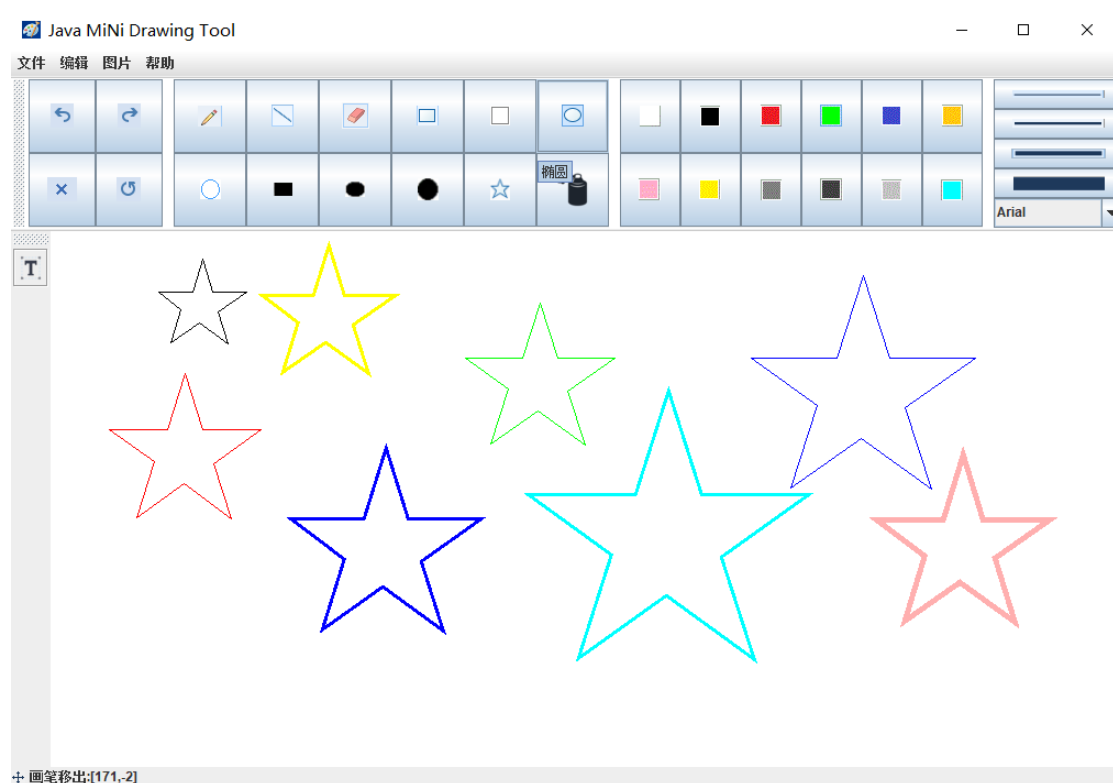 Java MiNi Drawing Tool
文件 编辑 图片 帮助
椭圆
Arial
T
画笔移出:[171,-2]